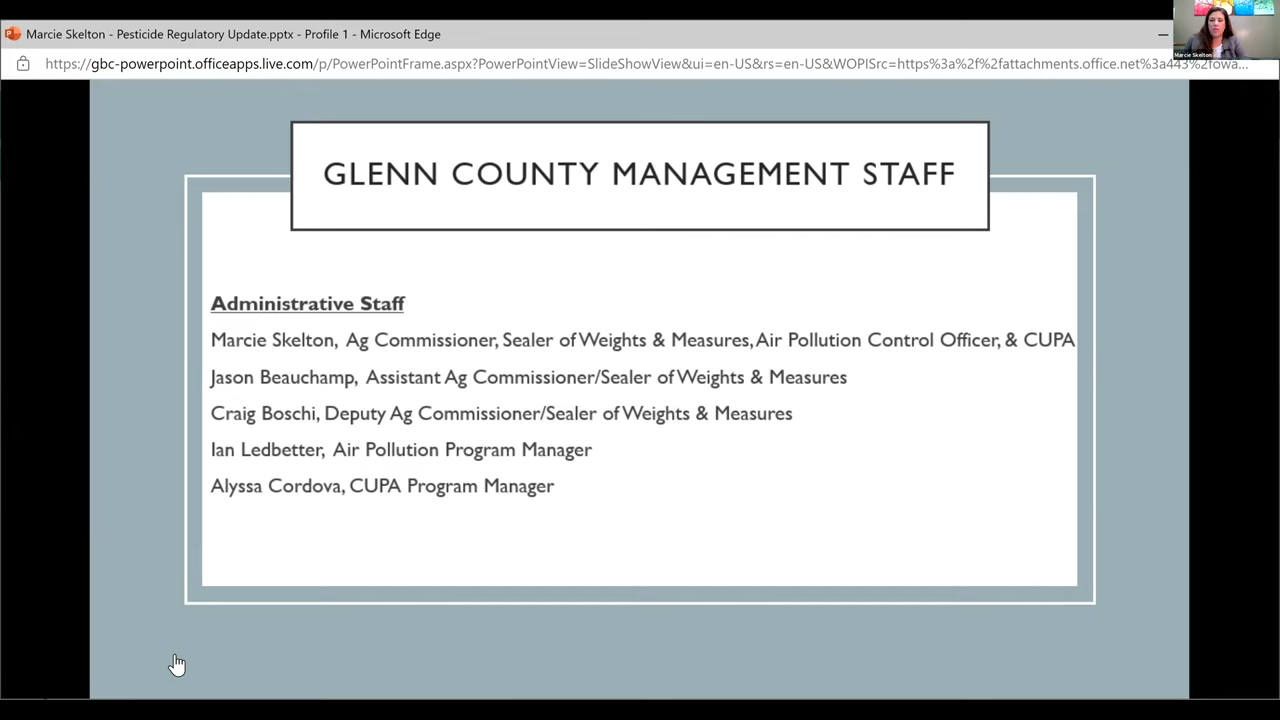 Marcie Skelton - Pesticide Regulatory Update.pptx - Profile 1 - Microsoft Edge
https://gbc-powerpoint.officeapps.live.com/p/PowerPointFrame.aspx?PowerPointView=SlideShowView&ui=en-US&rs=en-US&WOPISrc=https%3a%2f%2fattachments.office.net%3a443%2fowa...
Marcie Skelton
GLENN COUNTY MANAGEMENT STAFF
Administrative Staff
Marcie Skelton, Ag Commissioner, Sealer of Weights & Measures, Air Pollution Control Officer, & CUPA
Jason Beauchamp, Assistant Ag Commissioner/Sealer of Weights & Measures
Craig Boschi, Deputy Ag Commissioner/Sealer of Weights & Measures
Ian Ledbetter, Air Pollution Program Manager
Alyssa Cordova, CUPA Program Manager